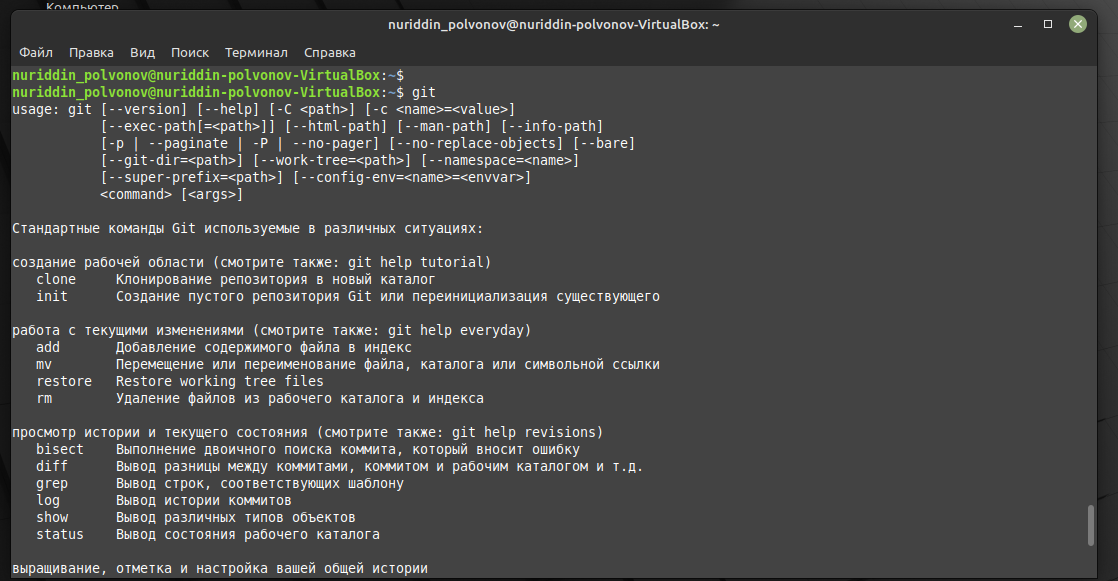 Компьютер
nuriddin_polvonov@nuriddin-polvonov-VirtualBox: ~
Файл Правка Вид Поиск Терминал Справка
nuriddin_polvonov@nuriddin-polvonov-VirtualBox:~$
nuriddin_polvonov@nuriddin-polvonov-VirtualBox:~$ git
usage: git [--version] [--help] [-C <path>] [-c <name>=<value>]
           [--exec-path[=<path>]] [--html-path] [--man-path] [--info-path]
           [-p | --paginate | -P | --no-pager] [--no-replace-objects] [--bare]
           [--git-dir=<path>] [--work-tree=<path>] [--namespace=<name>]
           [--super-prefix=<path>] [--config-env=<name>=<envvar>]
           <command> [<args>]
Стандартные команды Git используемые в различных ситуациях:
создание рабочей области (смотрите также: git help tutorial)
   clone     Клонирование репозитория в новый каталог
   init      Создание пустого репозитория Git или переинициализация существующего
работа с текущими изменениями (смотрите также: git help everyday)
   add       Добавление содержимого файла в индекс
   mv        Перемещение или переименование файла, каталога или символьной ссылки
   restore   Restore working tree files
   rm        Удаление файлов из рабочего каталога и индекса
просмотр истории и текущего состояния (смотрите также: git help revisions)
   bisect    Выполнение двоичного поиска коммита, который вносит ошибку
   diff      Вывод разницы между коммитами, коммитом и рабочим каталогом и т.д.
   grep      Вывод строк, соответствующих шаблону
   log       Вывод истории коммитов
   show      Вывод различных типов объектов
   status    Вывод состояния рабочего каталога
выращивание, отметка и настройка вашей общей истории